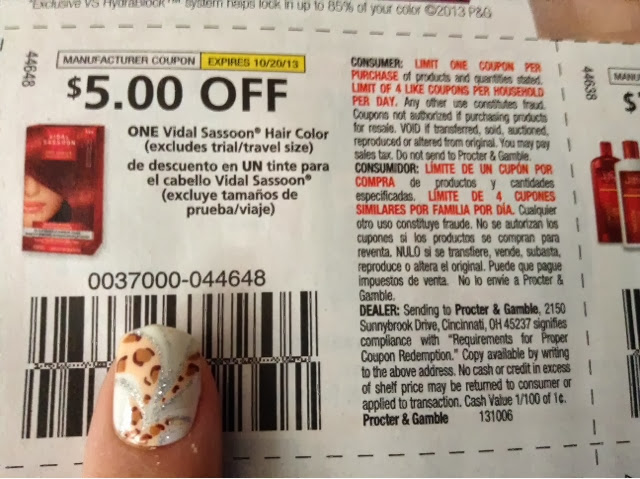 *Exclusive VS HydraBlock™ system helps lock in up to 85% of your color ©2013 P&G
44648
MANUFACTURER COUPON EXPIRES 10/20/13
$5.00 OFF
ONE Vidal Sassoon® Hair Color
(excludes trial/travel size)
de descuento en UN tinte para
el cabello Vidal Sassoon®
(excluye tamaños de
prueba/viaje)
VIDAL
SASSOON
0037000-044648
CONSUMER: LIMIT ONE COUPON PER
PURCHASE of products and quantities stated.
LIMIT OF 4 LIKE COUPONS PER HOUSEHOLD
PER DAY. Any other use constitutes fraud.
Coupons not authorized if purchasing products
for resale. VOID if transferred, sold, auctioned,
reproduced or altered from original. You may pay
sales tax. Do not send to Procter & Gamble.
CONSUMIDOR: LÍMITE DE UN CUPÓN POR
COMPRA de productos y cantidades
especificadas. LÍMITE DE 4 CUPONES
SIMILARES POR FAMILIA POR DÍA. Cualquier
otro uso constituye fraude. No se autorizan los
cupones si los productos se compran para
reventa. NULO si se transfiere, vende, subasta,
reproduce o altera el original. Puede que pague
impuestos de venta. No lo envíe a Procter &
Gamble.
DEALER: Sending to Procter & Gamble, 2150
Sunnybrook Drive, Cincinnati, OH 45237 signifies
compliance with "Requirements for Proper
Coupon Redemption." Copy available by writing
to the above address. No cash or credit in excess
of shelf price may be returned to consumer or
applied to transaction. Cash Value 1/100 of 1¢.
Procter & Gamble 131006
44638